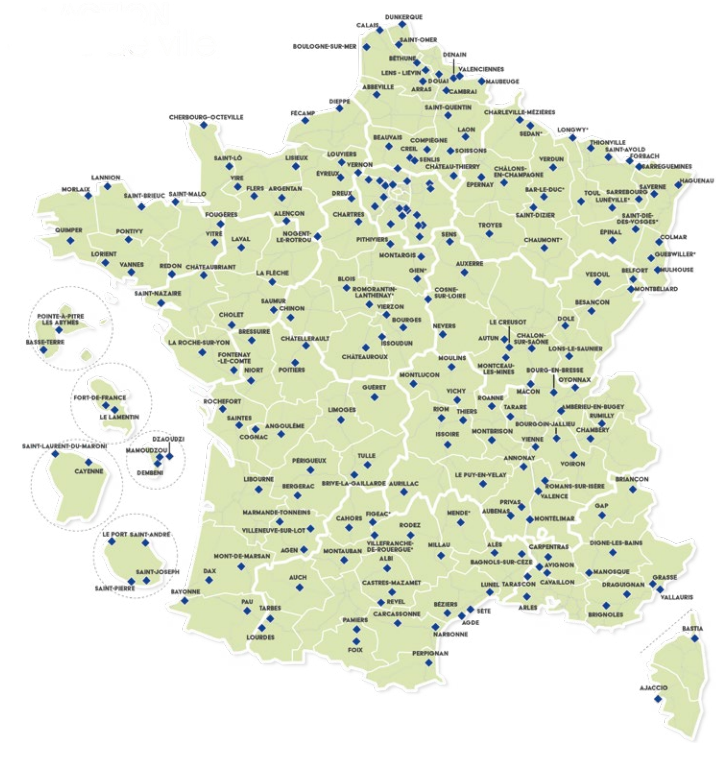 DUNKERQUE
CALAIS
SAINT-OMER
BOULOGNE-SUR-MER
DENAIN
BÉTHUNE
VALENCIENNES
LENS - LIÉVIN
DOUAI
MAUBEUGE
ABBEVILLE
ARRAS
CAMBRAI
DIEPPE
SAINT-QUENTIN
CHARLEVILLE-MÉZIÈRES
FÉCAMP
CHERBOURG-OCTEVILLE
LAON
SEDAN*
LONGWY*
BEAUVAIS
COMPIÈGNE
THIONVILLE
CREIL
SOISSONS
SAINT-AVOLD
FORBACH
LOUVIERS
SENLIS
VERDUN
SARREGUEMINES
SAINT-LÔ
LISIEUX
VERNON
CHÂTEAU-THIERRY
CHÂLONS-
EN-CHAMPAGNE
ÉVREUX
LANNION
VIRE
ÉPERNAY
HAGUENAU
MORLAIX
FLERS
ARGENTAN
DREUX
BAR-LE-DUC*
TOUL
SARREBOURG
SAVERNE
SAINT-BRIEUC
SAINT-MALO
LUNÉVILLE*
FOUGÈRES
ALENÇON
CHARTRES
SAINT-DIZIER
SAINT-DIÉ-
DES-VOSGES*
QUIMPER
PONTIVY
VITRÉ
LAVAL
NOGENT-
LE-ROTROU
PITHIVIERS
SENS
TROYES
ÉPINAL
COLMAR
CHAUMONT*
LORIENT
MONTARGIS
GUEBWILLER*
VANNES
REDON
CHÂTEAUBRIANT
LA FLÈCHE
GIEN*
AUXERRE
VESOUL
BELFORT
MULHOUSE
BLOIS
ROMORANTIN-
LANTHENAY*
COSNE-
SUR-LOIRE
MONTBÉLIARD
SAINT-NAZAIRE
SAUMUR
CHINON
VIERZON
BESANÇON
POINTE-A-PITRE
LES ABYMES
CHOLET
BOURGES
LE CREUSOT
DOLE
BRESSUIRE
NEVERS
BASSE-TERRE
CHÂTELLERAULT
ISSOUDUN
AUTUN
CHALON-
SUR-SAÔNE
LA ROCHE-SUR-YON
CHÂTEAUROUX
LONS-LE-SAUNIER
FONTENAY
-LE-COMTE
POITIERS
MOULINS
MONTCEAU-
LES-MINES
BOURG-EN-BRESSE
NIORT
MONTLUÇON
OYONNAX
GUÉRET
MACON
FORT-DE-FRANCE
ROCHEFORT
VICHY
ROANNE
AMBÉRIEU-EN-BUGEY
LE LAMENTIN
LIMOGES
RIOM
THIERS
TARARE
RUMILLY
SAINTES
BOURGOIN-JALLIEU
ANGOULÊME
COGNAC
MONTBRISON
CHAMBÉRY
DZAOUDZI
ISSOIRE
VIENNE
SAINT-LAURENT-DU-MARONI
MAMOUDZOU
TULLE
ANNONAY
VOIRON
CAYENNE
DEMBENI
PÉRIGUEUX
LE PUY-EN-VELAY
LIBOURNE
BRIVE-LA-GAILLARDE
AURILLAC
ROMANS-SUR-ISÈRE
BRIANÇON
BERGERAC
VALENCE
PRIVAS
GAP
MARMANDE-TONNEINS
CAHORS
FIGEAC*
MENDE*
AUBENAS
MONTÉLIMAR
VILLENEUVE-SUR-LOT
RODEZ
LE PORT
SAINT-ANDRÉ
VILLEFRANCHE-
DE-ROUERGUE*
AGEN
MONTAUBAN
MILLAU
ALÈS
CARPENTRAS
DIGNE-LES-BAINS
MONT-DE-MARSAN
ALBI
BAGNOLS-SUR-CÈZE
AVIGNON
SAINT-JOSEPH
DAX
AUCH
CASTRES-MAZAMET
MANOSQUE
GRASSE
SAINT-PIERRE
LUNEL
TARASCON
CAVAILLON
DRAGUIGNAN
BAYONNE
REVEL
VALLAURIS
PAU
TARBES
BÉZIERS
SÈTE
ARLES
BRIGNOLES
PAMIERS
CARCASSONNE
AGDE
LOURDES
NARBONNE
BASTIA
FOIX
PERPIGNAN
AJACCIO